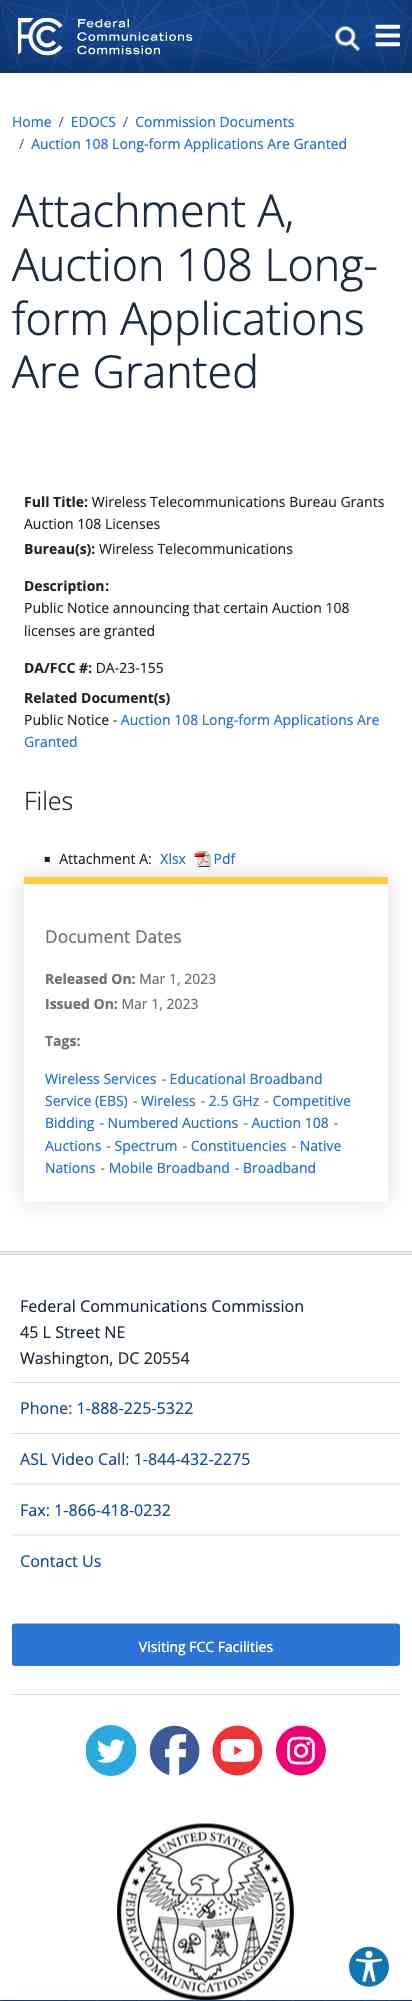 FCC
Federal
Communications
Commission
Home / EDOCS / Commission Documents
/ Auction 108 Long-form Applications Are Granted
Attachment A,
Auction 108 Long-
form Applications
Are Granted
Full Title: Wireless Telecommunications Bureau Grants
Auction 108 Licenses
Bureau(s): Wireless Telecommunications
Description:
Public Notice announcing that certain Auction 108
licenses are granted
DA/FCC #: DA-23-155
Related Document(s)
Public Notice - Auction 108 Long-form Applications Are
Granted
Files
Attachment A: Xlsx Pdf
Document Dates
Released On: Mar 1, 2023
Issued On: Mar 1, 2023
Tags:
Wireless Services - Educational Broadband
Service (EBS) - Wireless - 2.5 GHz - Competitive
Bidding - Numbered Auctions - Auction 108 -
Auctions - Spectrum - Constituencies - Native
Nations - Mobile Broadband - Broadband
Federal Communications Commission
45 L Street NE
Washington, DC 20554
Phone: 1-888-225-5322
ASL Video Call: 1-844-432-2275
Fax: 1-866-418-0232
Contact Us
Visiting FCC Facilities
UNITED STATES
FEDERAL COMMUNICATIONS COMMISSION